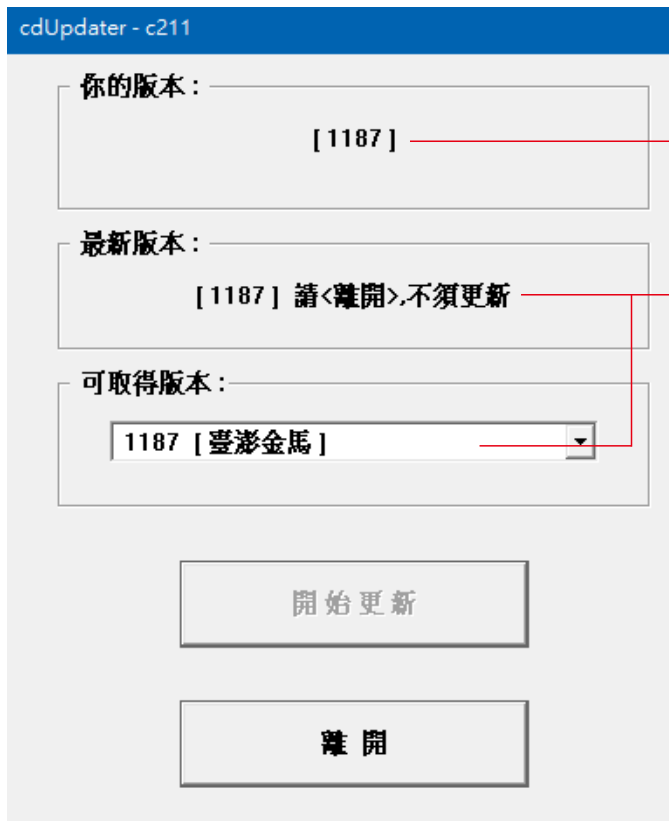 cdUpdater - c211
你的版本：
[ 1187 ]
最新版本：
[ 1187 ] 請<離開>,不須更新
可取得版本：
1187 [ 臺澎金馬 ]
開始更新
離 開